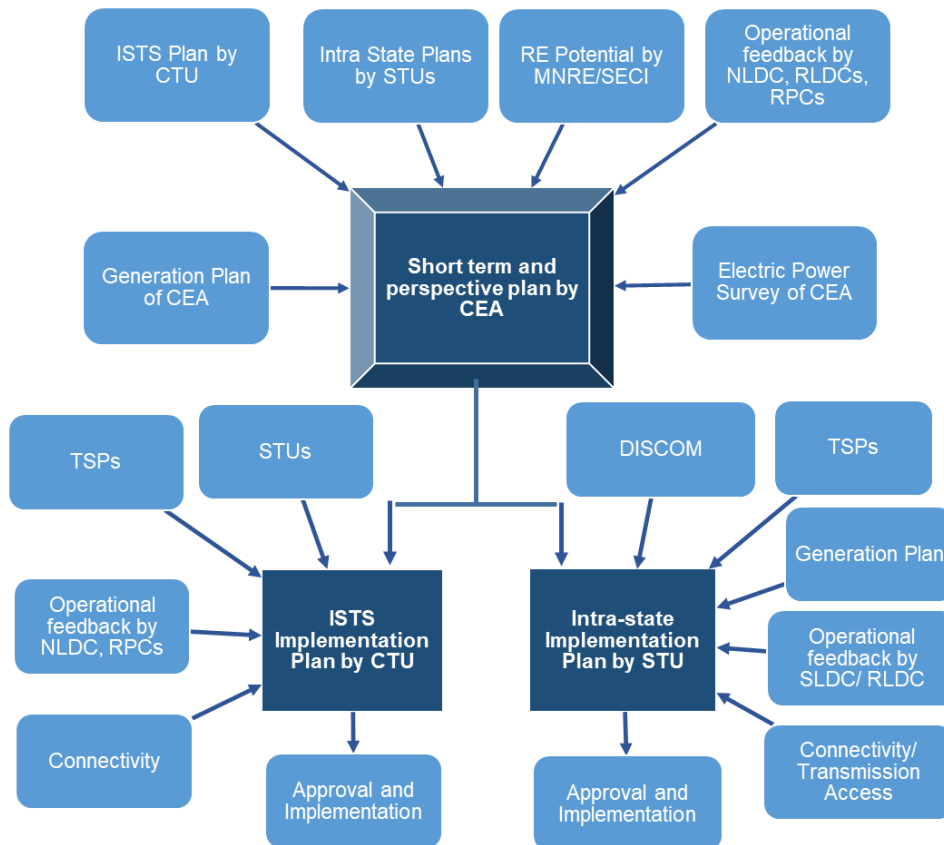 ISTS Plan by
CTU
Intra State Plans
by STUs
RE Potential by
MNRE/SECI
Operational
feedback by
NLDC, RLDCs,
RPCs
Generation Plan
of CEA
Short term and
perspective plan by
CEA
Electric Power
Survey of CEA
TSPs
STUs
DISCOM
TSPs
Generation Plan
Operational
feedback by
NLDC, RPCs
ISTS
Implementation
Plan by CTU
Intra-state
Implementation
Plan by STU
Operational
feedback by
SLDC/ RLDC
Connectivity
Approval and
Implementation
Approval and
Implementation
Connectivity/
Transmission
Access